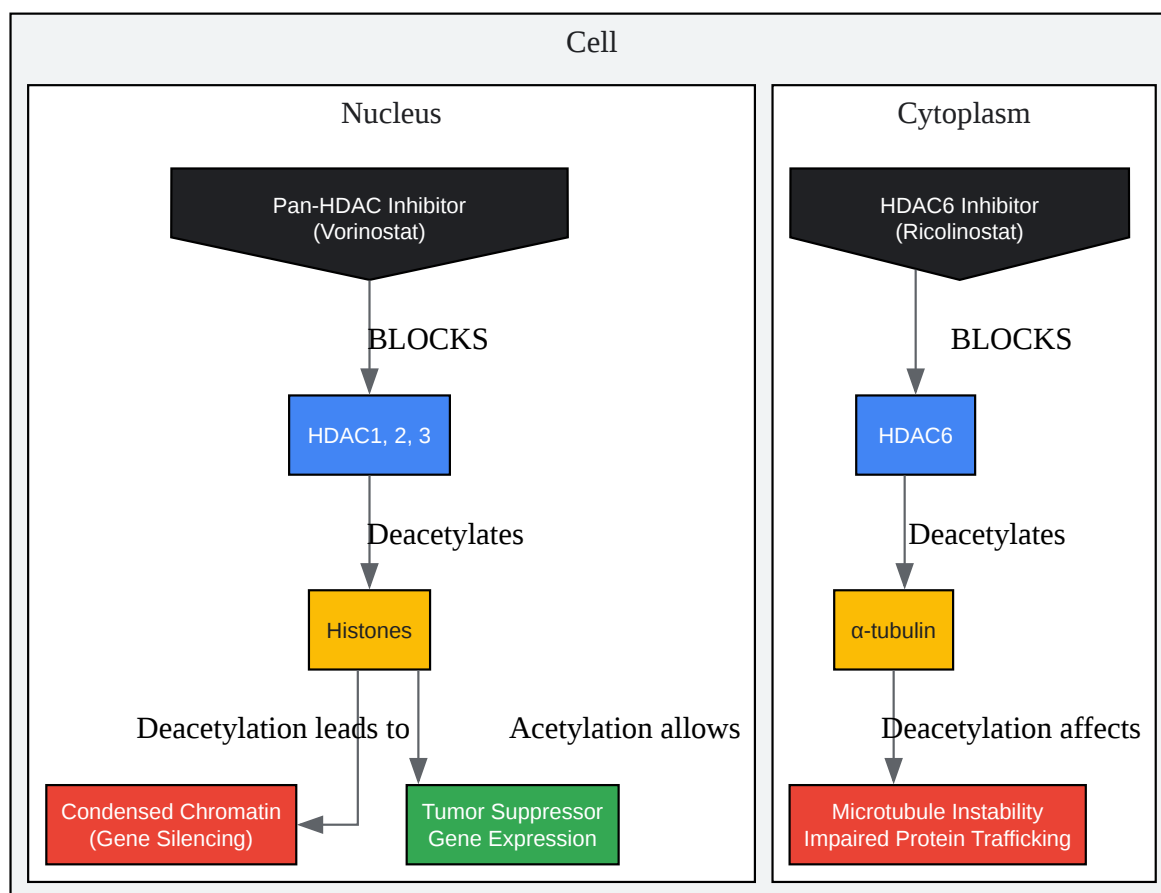 Cell
Nucleus
Pan-HDAC Inhibitor
(Vorinostat)
BLOCKS
HDAC1, 2, 3
Deacetylates
Histones
Deacetylation leads to
Acetylation allows
Condensed Chromatin
(Gene Silencing)
Tumor Suppressor
Gene Expression
Cytoplasm
HDAC6 Inhibitor
(Ricolinostat)
BLOCKS
HDAC6
Deacetylates
α-tubulin
Deacetylation affects
Microtubule Instability
Impaired Protein Trafficking